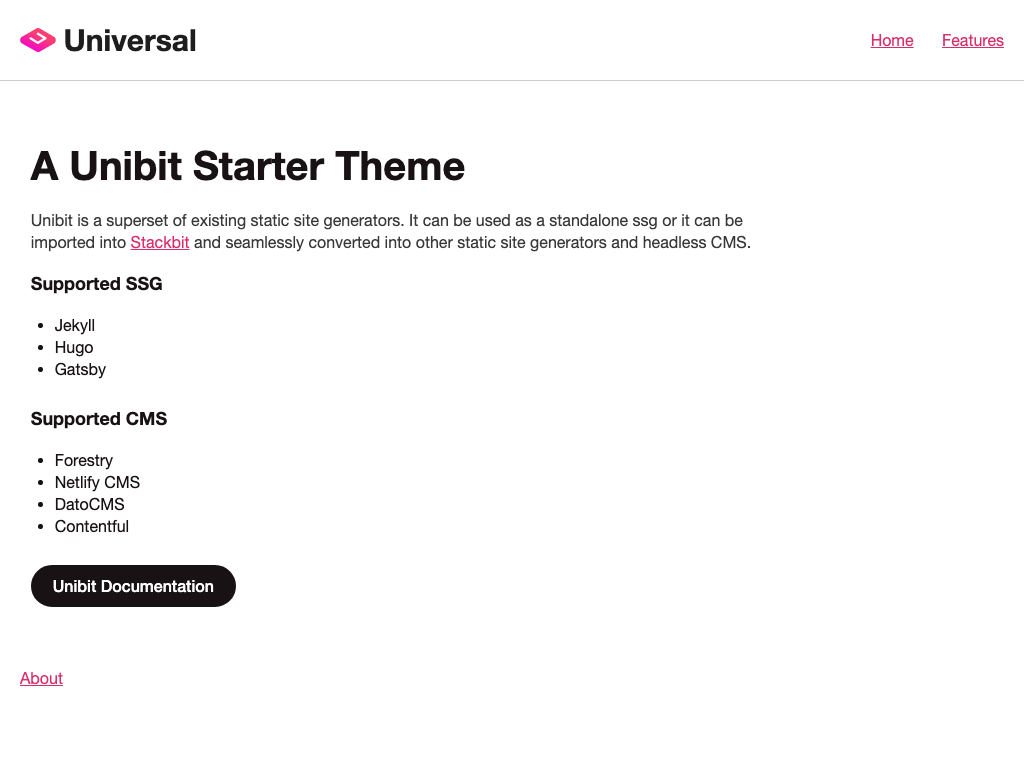 Universal
Home Features
A Unibit Starter Theme
Unibit is a superset of existing static site generators. It can be used as a standalone ssg or it can be
imported into Stackbit and seamlessly converted into other static site generators and headless CMS.
Supported SSG
Jekyll
Hugo
Gatsby
Supported CMS
Forestry
Netlify CMS
DatoCMS
Contentful
Unibit Documentation
About